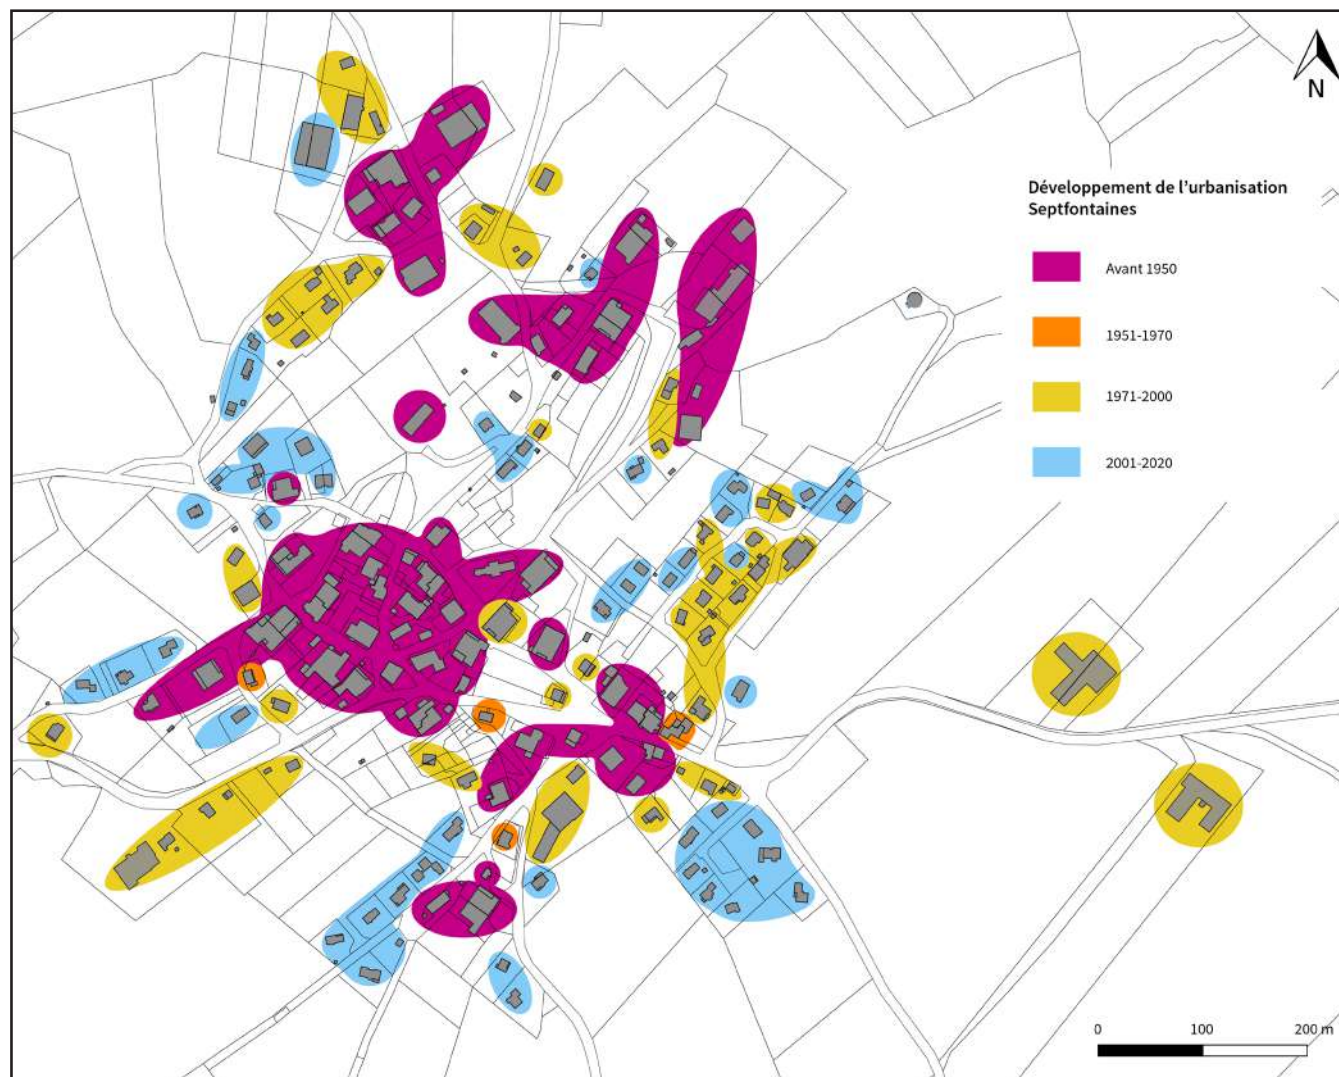 N
Développement de l'urbanisation
Septfontaines
Avant 1950
1951-1970
1971-2000
2001-2020
0 100 200 m